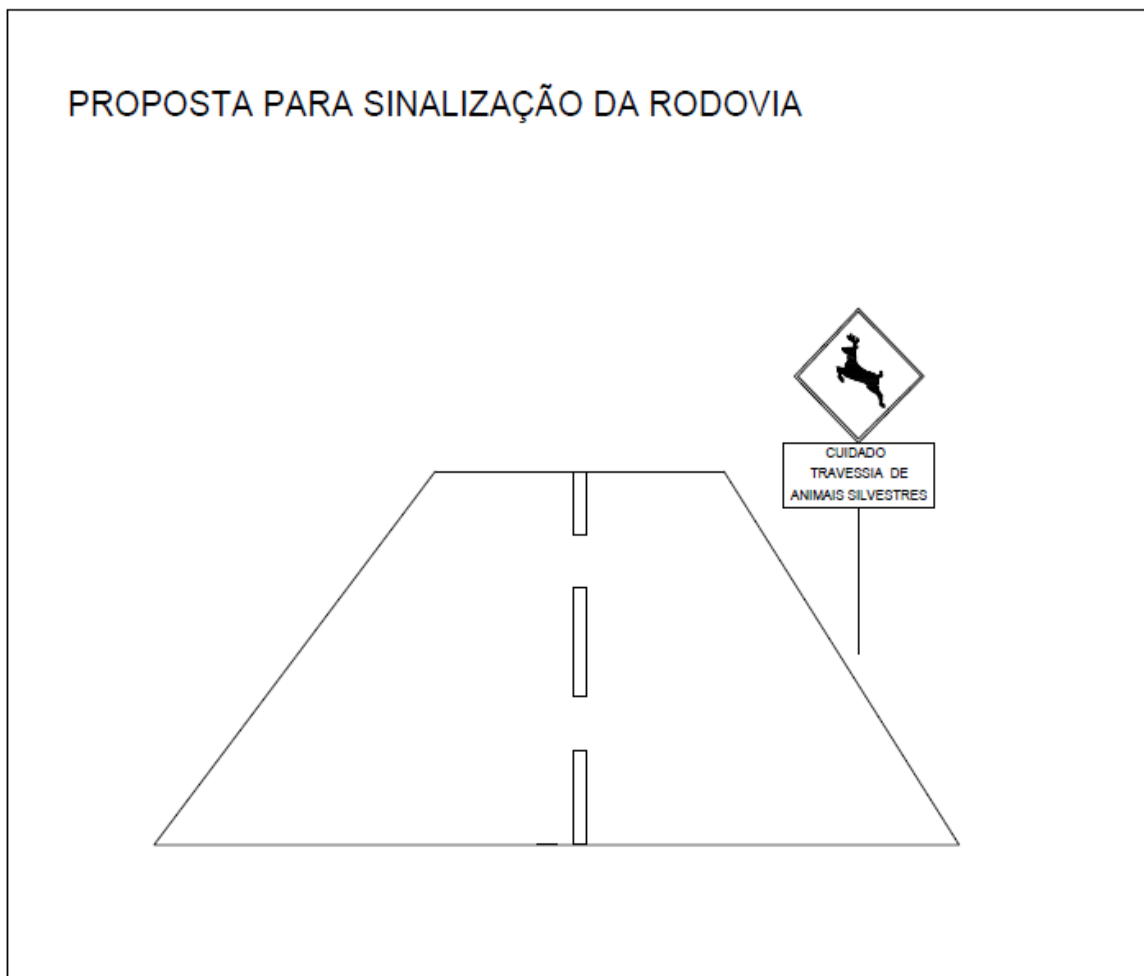 PROPOSTA PARA SINALIZAÇÃO DA RODOVIA
CUIDADO
TRAVESSIA DE
ANIMAIS SILVESTRES